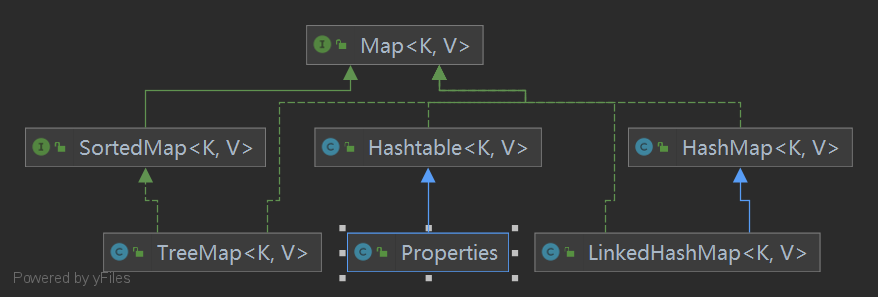 Map<K, V>
SortedMap<K, V>
Hashtable<K, V>
HashMap<K, V>
TreeMap<K, V>
Properties
LinkedHashMap<K, V>
Powered by yFiles